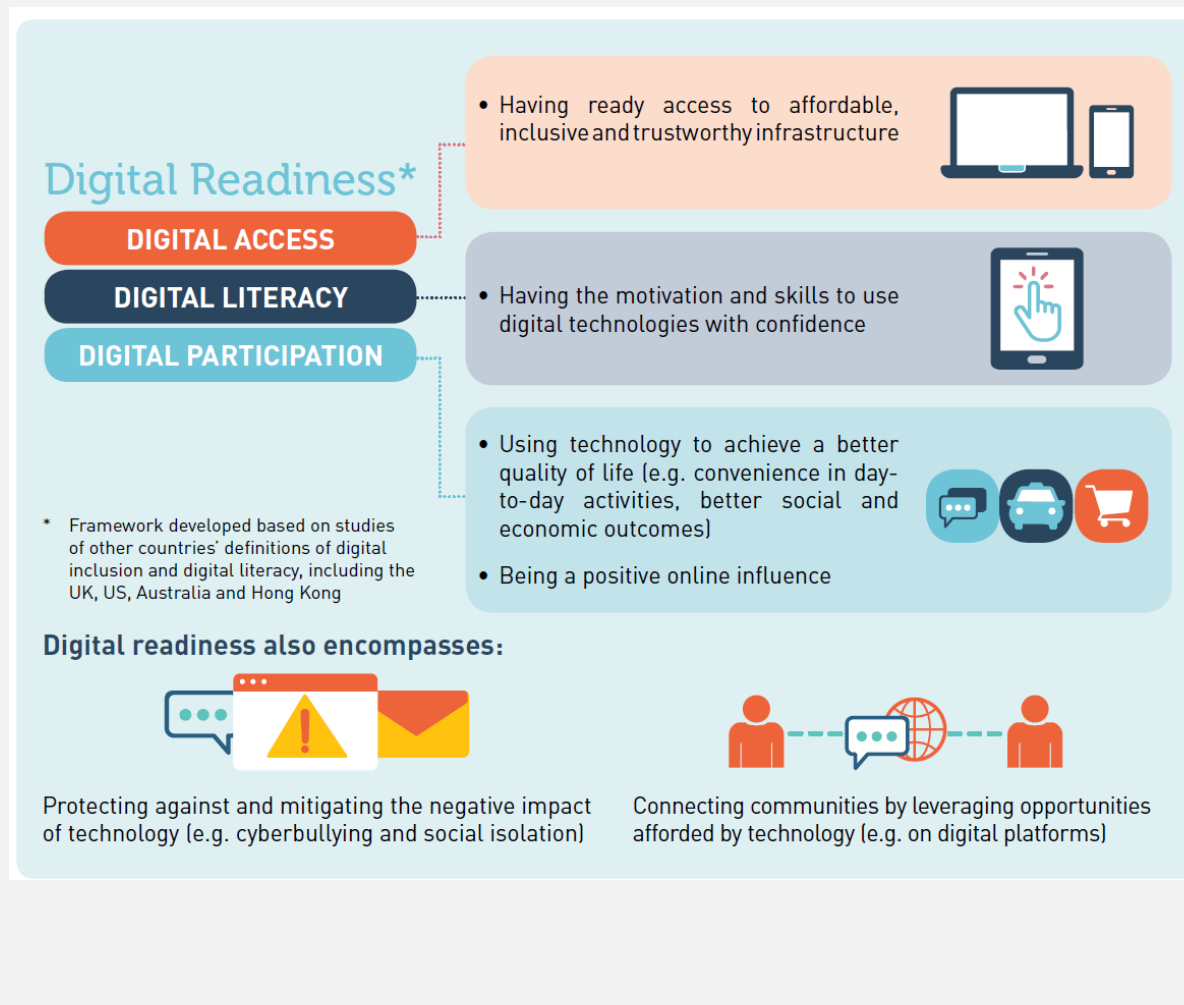 Digital Readiness*
DIGITAL ACCESS
DIGITAL LITERACY
DIGITAL PARTICIPATION
• Having ready access to affordable,
inclusive and trustworthy infrastructure
• Having the motivation and skills to use
digital technologies with confidence
• Using technology to achieve a better
quality of life (e.g. convenience in day-
to-day activities, better social and
economic outcomes)
• Being a positive online influence
* Framework developed based on studies
of other countries' definitions of digital
inclusion and digital literacy, including the
UK, US, Australia and Hong Kong
Digital readiness also encompasses:
Protecting against and mitigating the negative impact
of technology (e.g. cyberbullying and social isolation)
Connecting communities by leveraging opportunities
afforded by technology (e.g. on digital platforms)